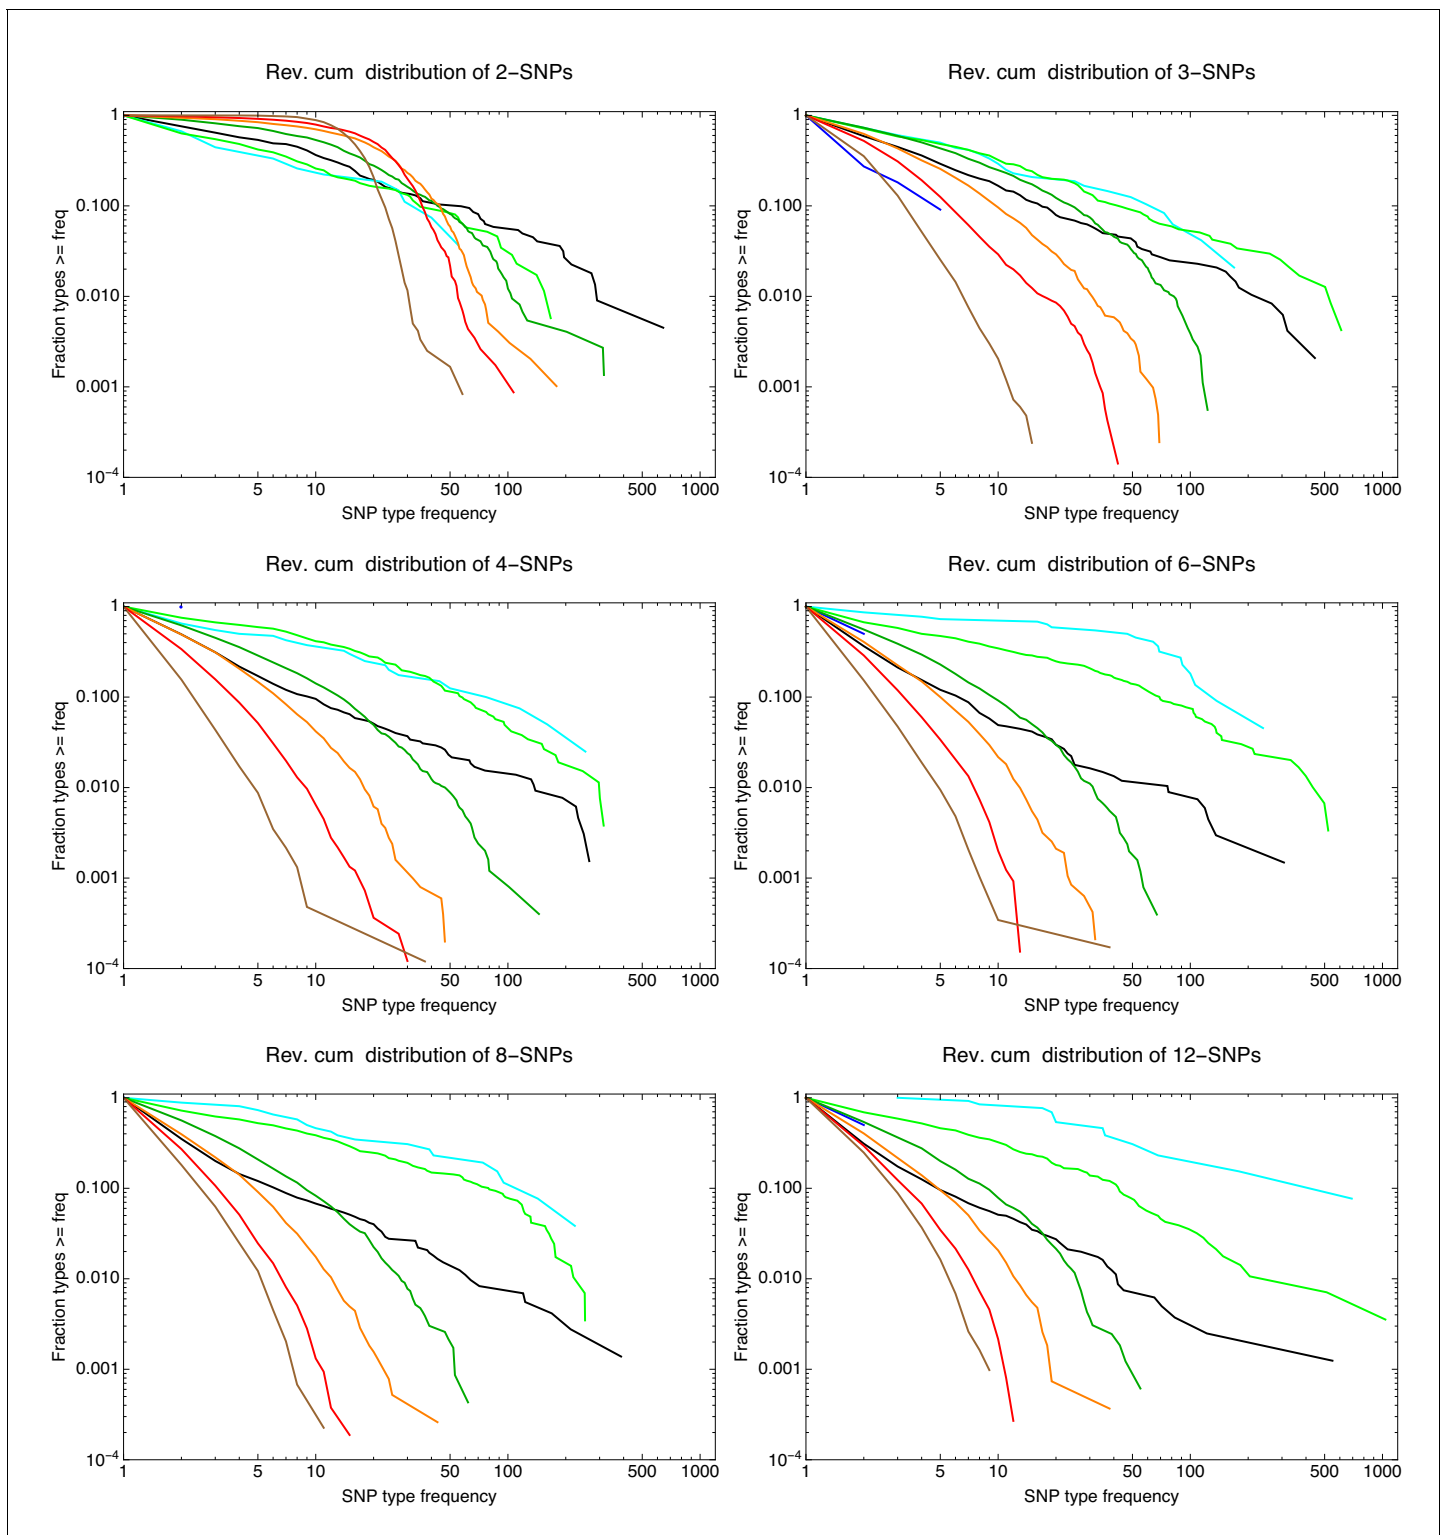 Rev. cum distribution of 2−SNPs
1
0.100
0.010
0.001
10−4
Fraction types >= freq
1 5 10 50 100 500 1000
SNP type frequency
Rev. cum distribution of 3−SNPs
1
0.100
0.010
0.001
10−4
Fraction types >= freq
1 5 10 50 100 500 1000
SNP type frequency
Rev. cum distribution of 4−SNPs
1
0.100
0.010
0.001
10−4
Fraction types >= freq
1 5 10 50 100 500 1000
SNP type frequency
Rev. cum distribution of 6−SNPs
1
0.100
0.010
0.001
10−4
Fraction types >= freq
1 5 10 50 100 500 1000
SNP type frequency
Rev. cum distribution of 8−SNPs
1
0.100
0.010
0.001
10−4
Fraction types >= freq
1 5 10 50 100 500 1000
SNP type frequency
Rev. cum distribution of 12−SNPs
1
0.100
0.010
0.001
10−4
Fraction types >= freq
1 5 10 50 100 500 1000
SNP type frequency